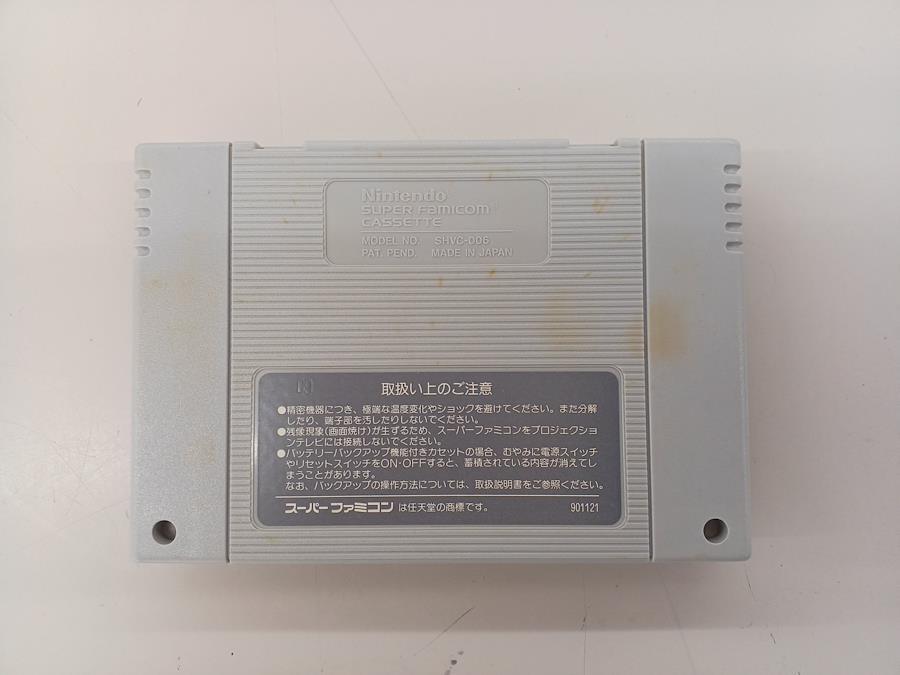 Nintendo
SUPER FAMICOM
CASSETTE
MODEL NO. SHVC-006
PAT. PEND. MADE IN JAPAN
取扱い上のご注意
●精密機器につき、極端な温度変化やショックを避けてください。また分解
したり、端子部を汚したりしないでください。
●残像現象(画面焼け)が生ずるため、スーパーファミコンをプロジェクショ
ンテレビには接続しないでください。
●バッテリーバックアップ機能付きカセットの場合、むやみに電源スイッチ
やリセットスイッチをON・OFFすると、蓄積されている内容が消えてし
まうことがあります。
なお、バックアップの操作方法については、取扱説明書をご参照ください。
スーパーファミコン は任天堂の商標です。 901121